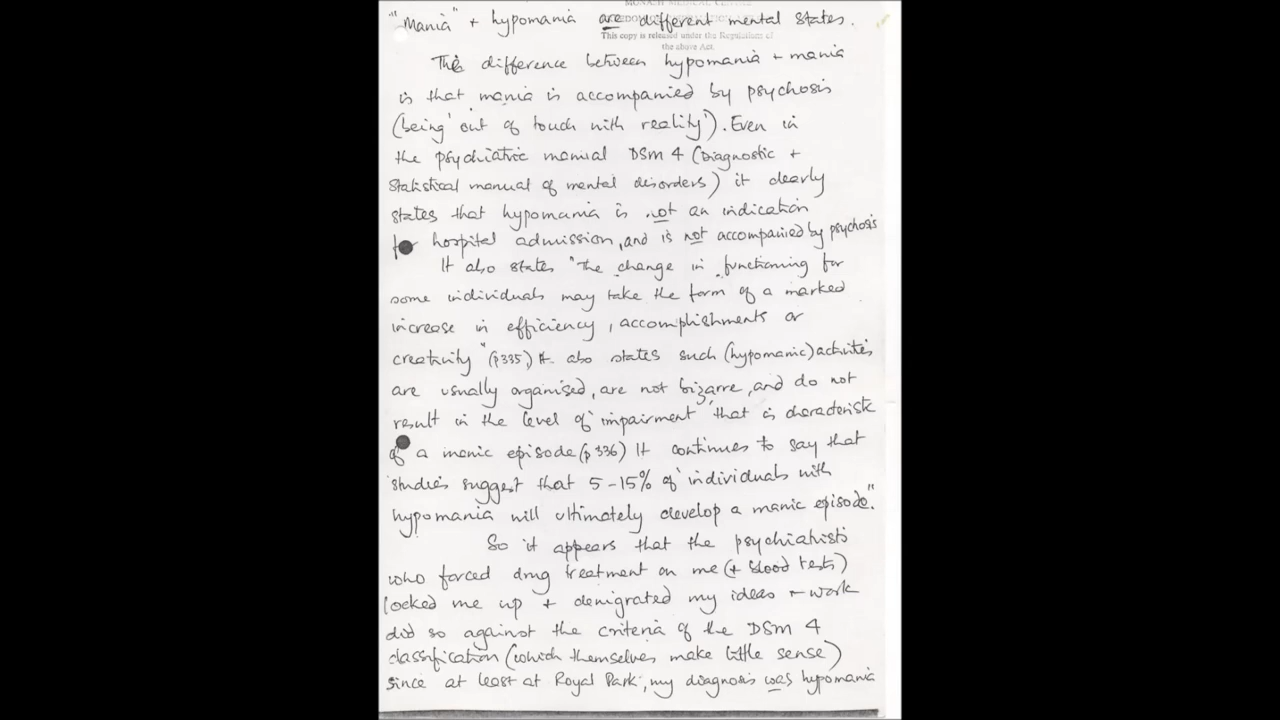 MONASH MEDICAL CENTRE
"Mania" + hypomania are different mental states.
This copy is released under the Regulations of
the above Act.
The difference between hypomania + mania
is that mania is accompanied by psychosis
(being 'out of touch with reality'). Even in
the psychiatric manual DSM 4 (Diagnostic +
Statistical manual of mental disorders) it clearly
states that hypomania is not an indication
for hospital admission, and is not accompanied by psychosis
It also states "The change in functioning for
some individuals may take the form of a marked
increase in efficiency, accomplishments or
creativity" (p335) It also states such (hypomanic) activities
are usually organised, are not bizarre, and do not
result in the level of 'impairment' that is characteristic
of a manic episode (p336) It continues to say that
'studies suggest that 5-15% of individuals with
hypomania will ultimately develop a manic episode."
So it appears that the psychiatrists
who forced drug treatment on me (+ blood tests)
locked me up + denigrated my ideas + work
did so against the criteria of the DSM 4
classification (which themselves make little sense)
since at least at Royal Park, my diagnosis was hypomania